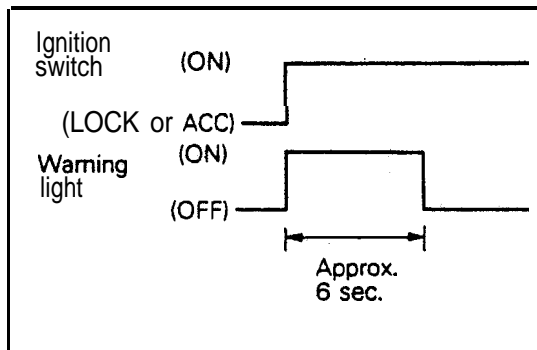 Ignition
switch (ON)
(LOCK or ACC)
Warning (ON)
light
(OFF)
Approx.
6 sec.